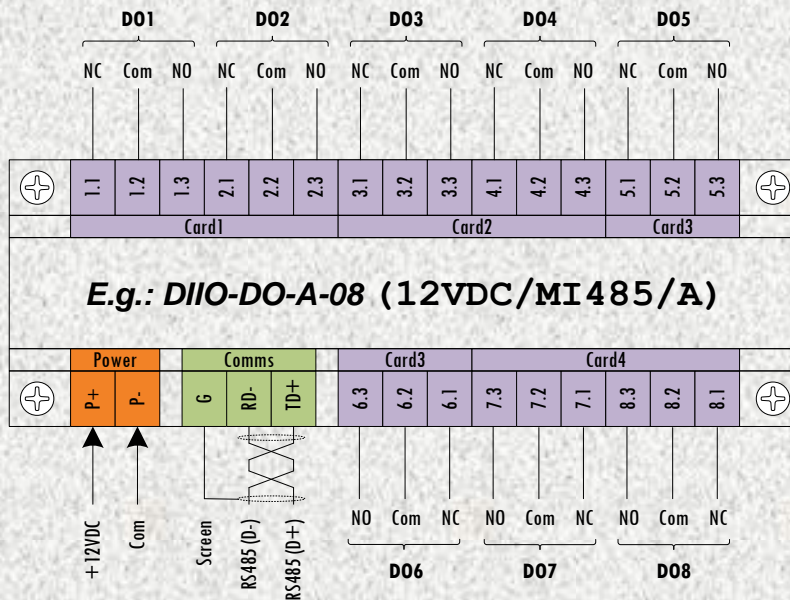 DO1 DO2 DO3 DO4 DO5
NC Com NO NC Com NO NC Com NO NC Com NO NC Com NO
1.1 1.2 1.3 2.1 2.2 2.3 3.1 3.2 3.3 4.1 4.2 4.3 5.1 5.2 5.3
Card1 Card2 Card3
E.g.: DIIO-DO-A-08 (12VDC/MI485/A)
Power Comms Card3 Card4
P+ P- G RD- TD+ 6.3 6.2 6.1 7.3 7.2 7.1 8.3 8.2 8.1
+12VDC Com Screen RS485 (D-) RS485 (D+)
NO Com NC NO Com NC NO Com NC
DO6 DO7 DO8